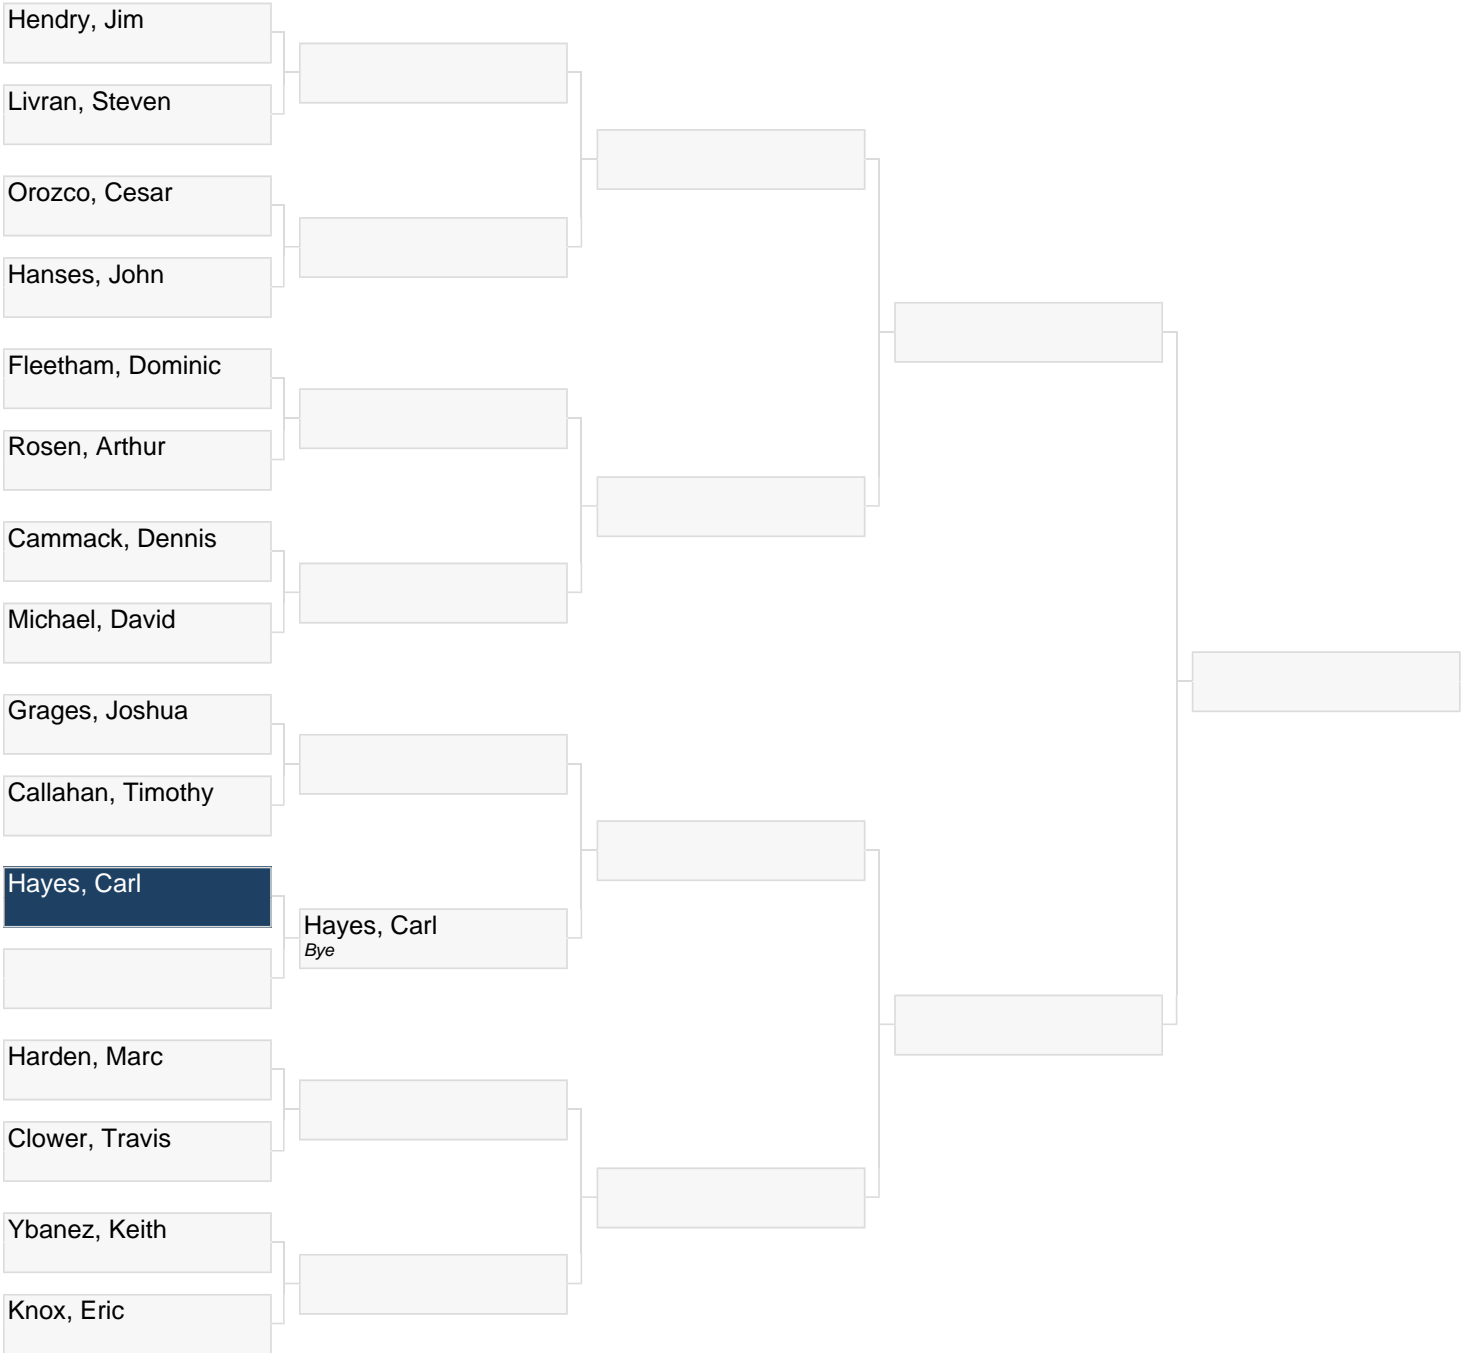 Hendry, Jim
Livran, Steven
Orozco, Cesar
Hanses, John
Fleetham, Dominic
Rosen, Arthur
Cammack, Dennis
Michael, David
Grages, Joshua
Callahan, Timothy
Hayes, Carl
Hayes, Carl
Bye
Harden, Marc
Clower, Travis
Ybanez, Keith
Knox, Eric